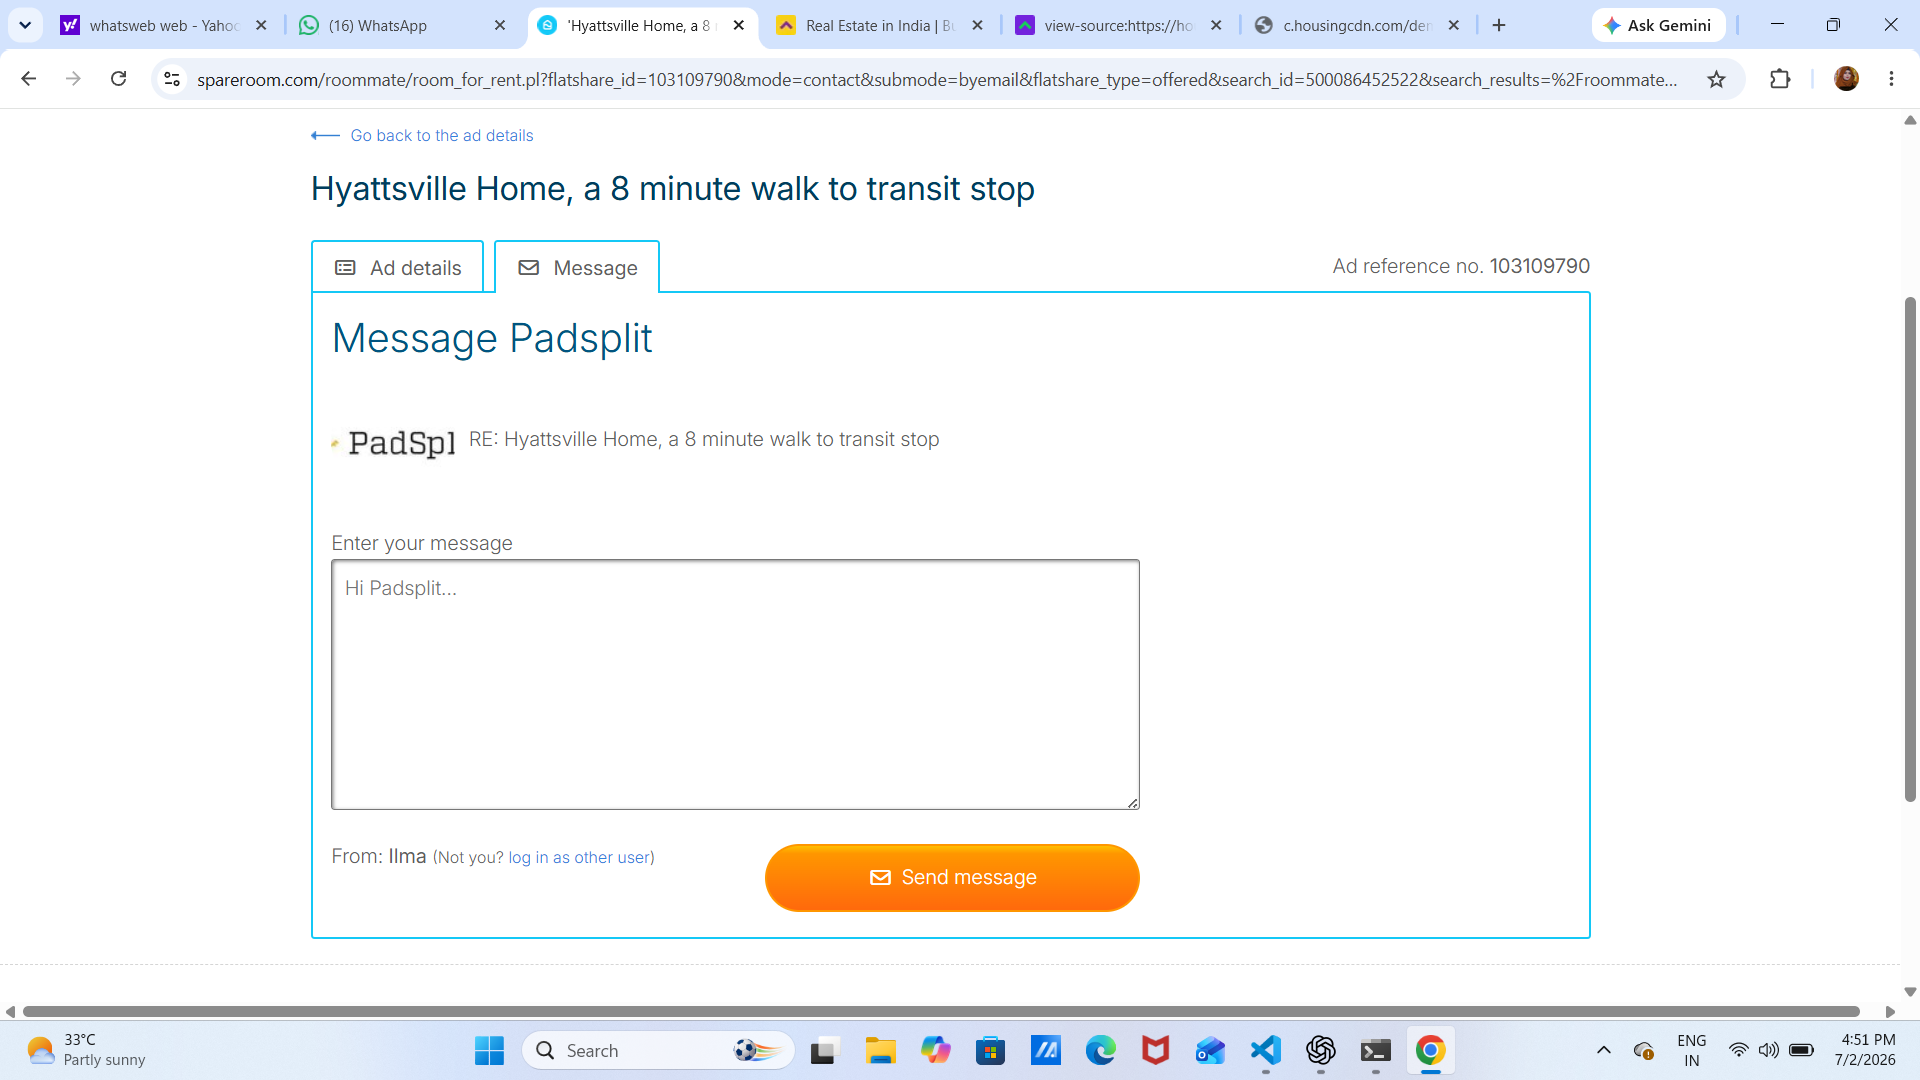 whatsweb web - Yahoo
(16) WhatsApp
'Hyattsville Home, a 8
Real Estate in India | Bu
view-source:https://ho
c.housingcdn.com/der
Ask Gemini
spareroom.com/roommate/room_for_rent.pl?flatshare_id=103109790&mode=contact&submode=byemail&flatshare_type=offered&search_id=500086452522&search_results=%2Froommate...
Go back to the ad details
Hyattsville Home, a 8 minute walk to transit stop
Ad details
Message
Ad reference no. 103109790
Message Padsplit
PadSpl
RE: Hyattsville Home, a 8 minute walk to transit stop
Enter your message
Hi Padsplit...
From: Ilma (Not you? log in as other user)
Send message
33°C
Partly sunny
Search
ENG
IN
4:51 PM
7/2/2026